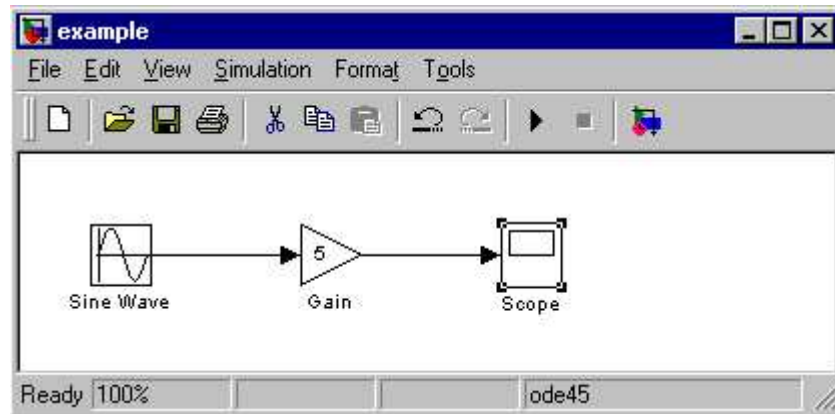 example
File Edit View Simulation Format Tools
5
Sine Wave Gain Scope
Ready 100% ode45